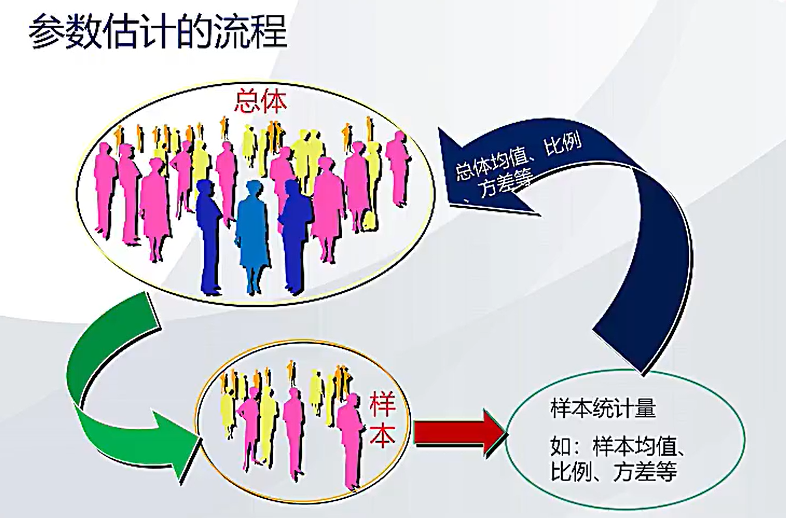 参数估计的流程
总体
总体均值、比例
、方差等
样
本
样本统计量
如：样本均值、
比例、方差等